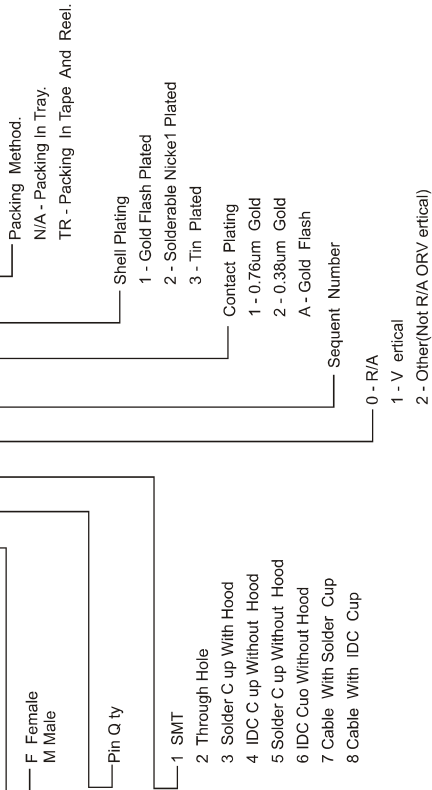 Packing Method.
N/A - Packing In Tray.
TR - Packing In Tape And Reel.
Shell Plating
1 - Gold Flash Plated
2 - Solderable Nicke1 Plated
3 - Tin Plated
Contact Plating
1 - 0.76um Gold
2 - 0.38um Gold
A - Gold Flash
Sequent Number
0 - R/A
1 - V ertical
2 - Other(Not R/A ORV ertical)
F Female
M Male
Pin Q ty
1 SMT
2 Through Hole
3 Solder C up With Hood
4 IDC C up Without Hood
5 Solder C up Without Hood
6 IDC Cuo Without Hood
7 Cable With Solder Cup
8 Cable With IDC Cup